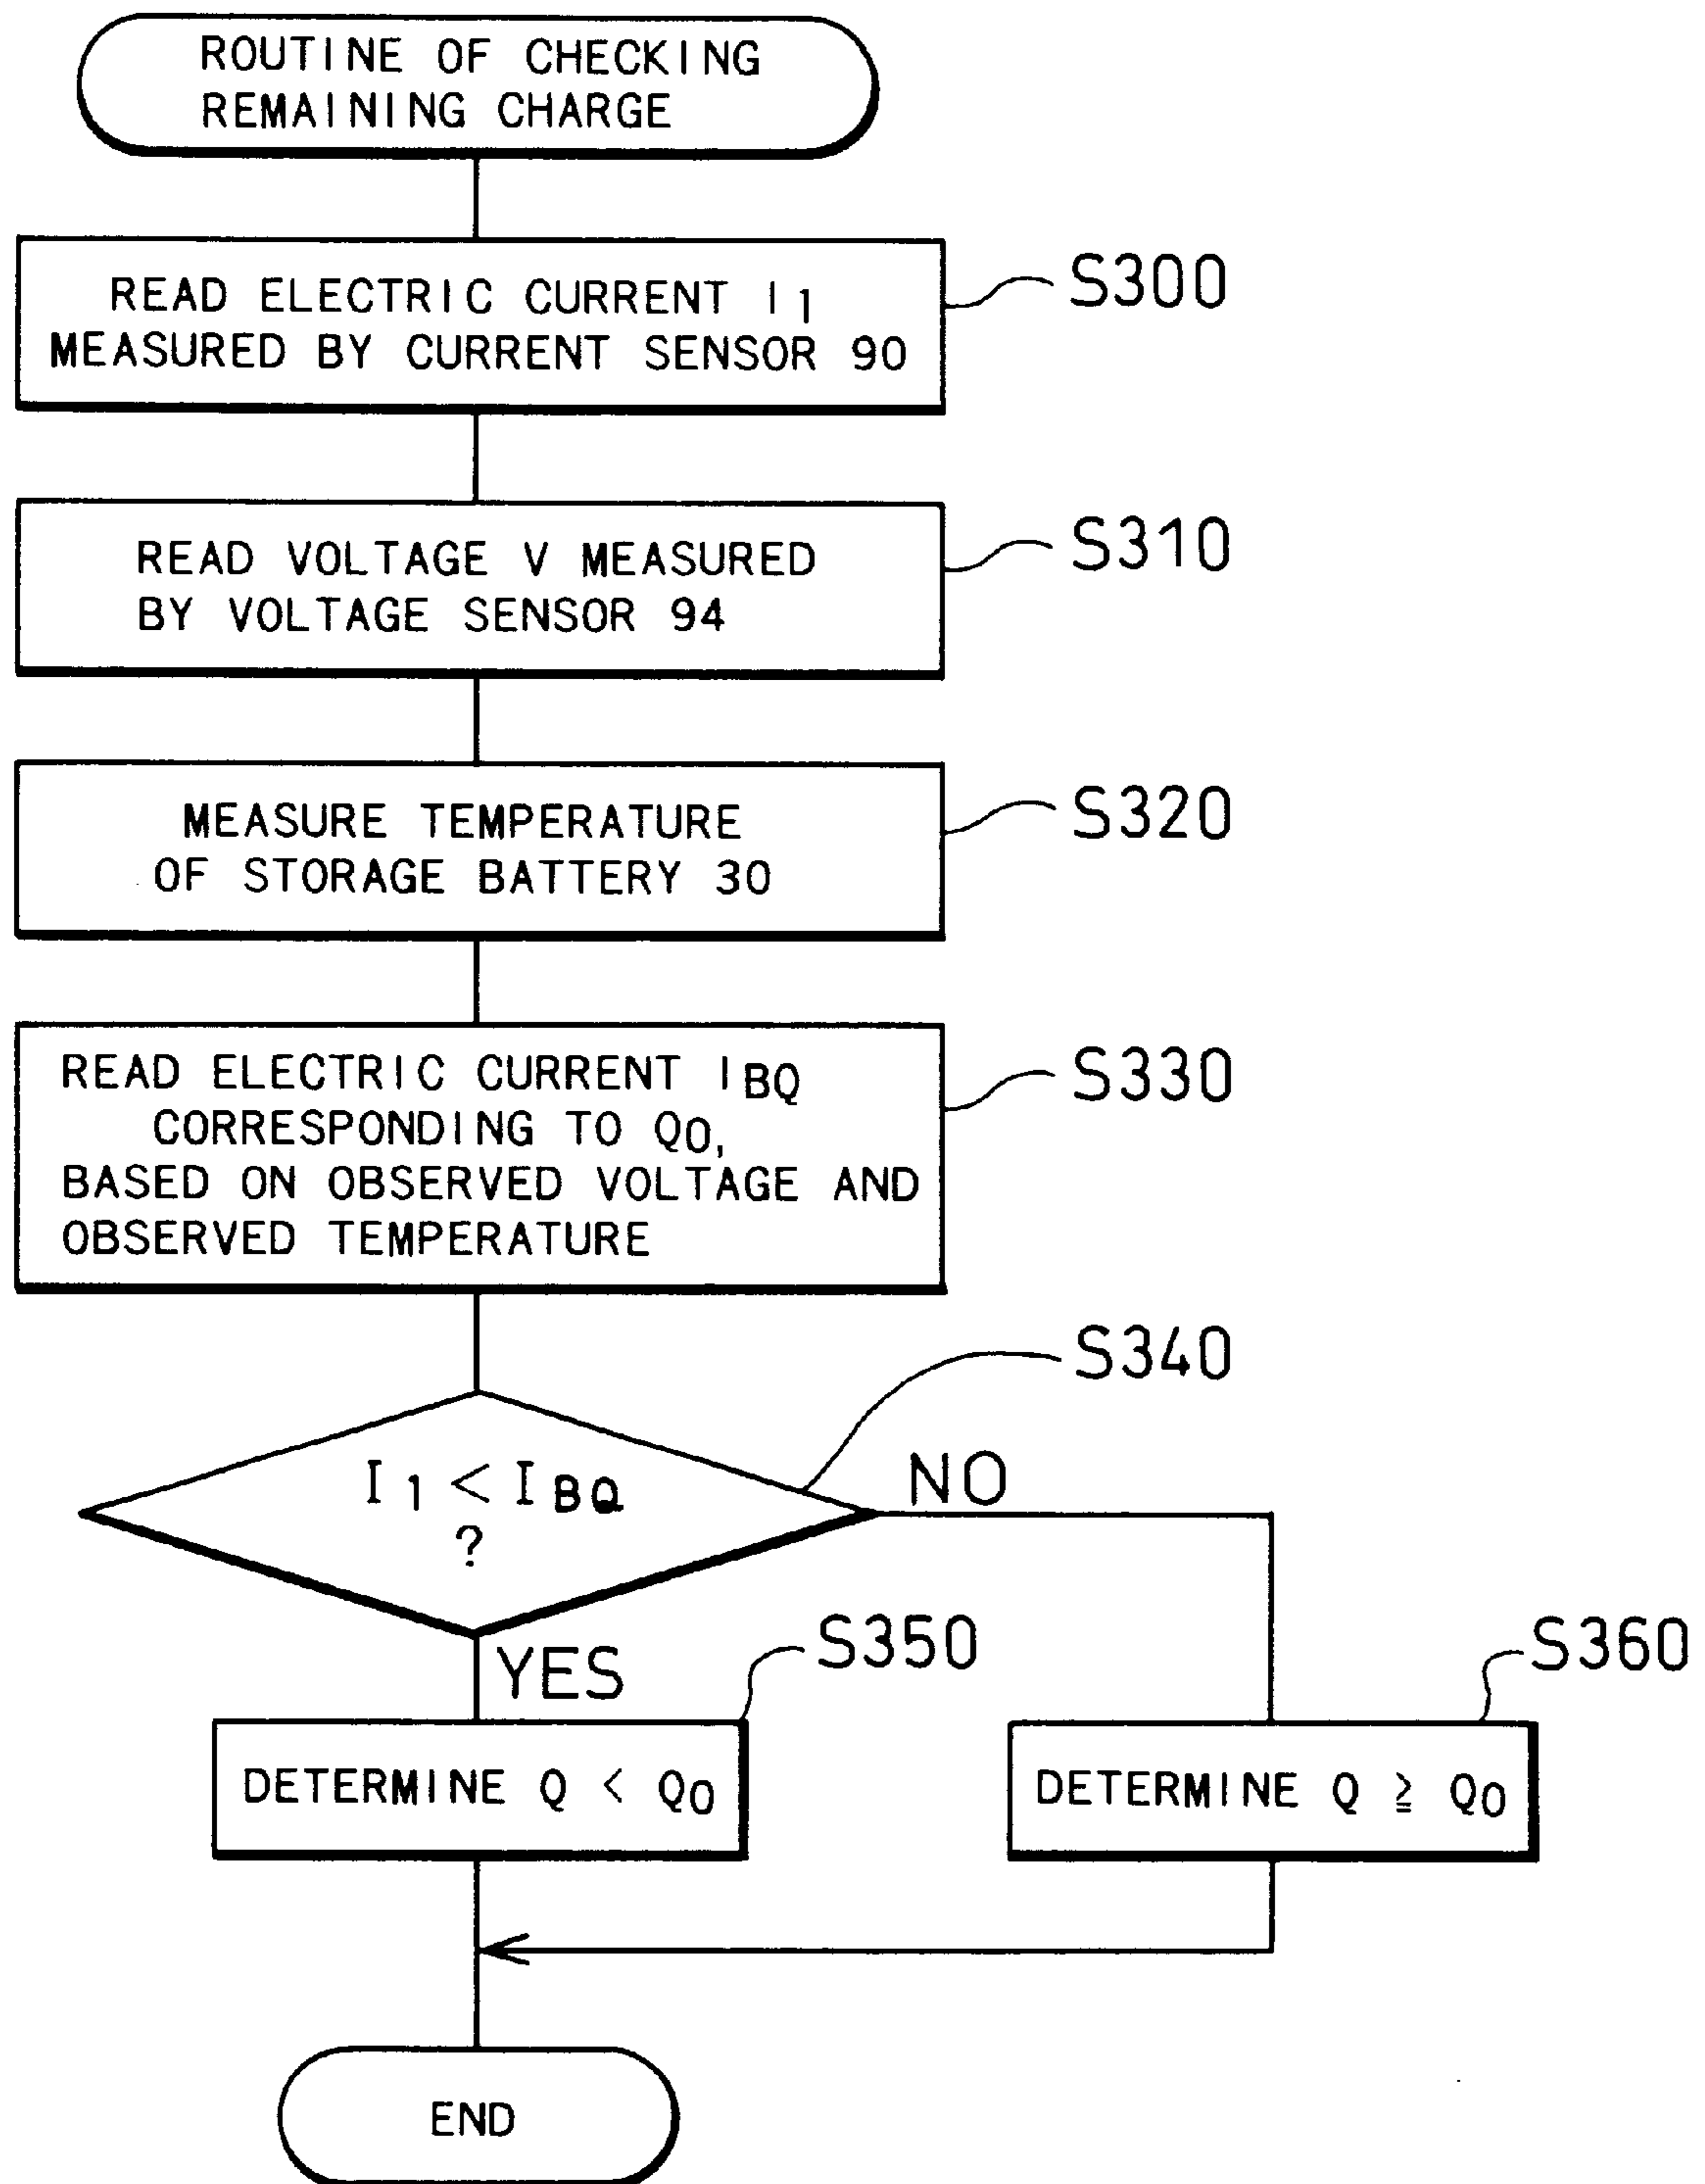 ROUTINE OF CHECKING
REMAINING CHARGE
READ ELECTRIC CURRENT I1
MEASURED BY CURRENT SENSOR 90
S300
READ VOLTAGE V MEASURED
BY VOLTAGE SENSOR 94
S310
MEASURE TEMPERATURE
OF STORAGE BATTERY 30
S320
READ ELECTRIC CURRENT IBQ
CORRESPONDING TO Q0,
BASED ON OBSERVED VOLTAGE AND
OBSERVED TEMPERATURE
S330
S340
I1 < IBQ
?
NO
YES
S350
DETERMINE Q < Q0
S360
DETERMINE Q ≧ Q0
END